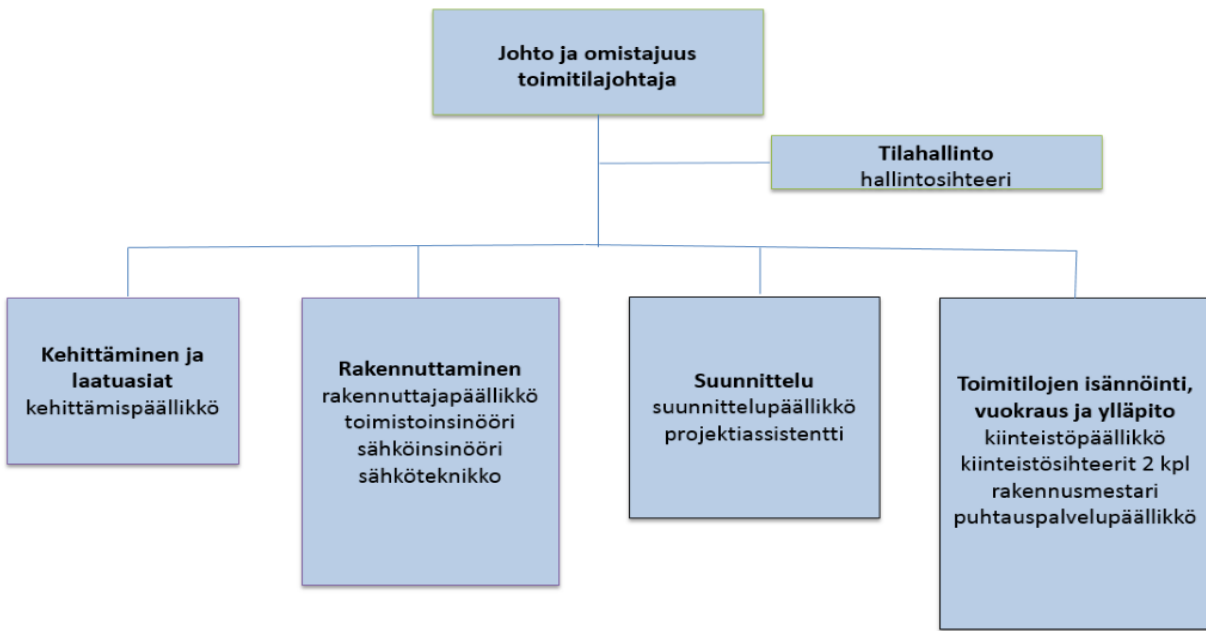 Johto ja omistajuus
toimitilajohtaja
Tilahallinto
hallintosihteeri
Kehittäminen ja
laatuasiat
kehittämispäällikkö
Rakennuttaminen
rakennuttajapäällikkö
toimistoinsinööri
sähköinsinööri
sähköteknikko
Suunnittelu
suunnittelupäällikkö
projektiassistentti
Toimitilojen isännöinti,
vuokraus ja ylläpito
kiinteistöpäällikkö
kiinteistösihteerit 2 kpl
rakennusmestari
puhtauspalvelupäällikkö